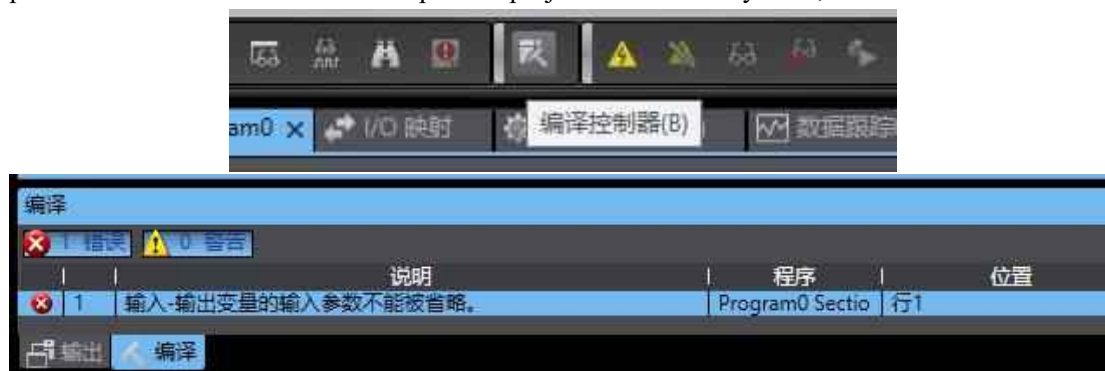 am0 × I/O 映射
编译控制器(B)
数据跟踪
编译
1 错误 0 警告
说明 程序 位置
1 输入-输出变量的输入参数不能被省略。 Program0 Sectio 行1
输出 编译